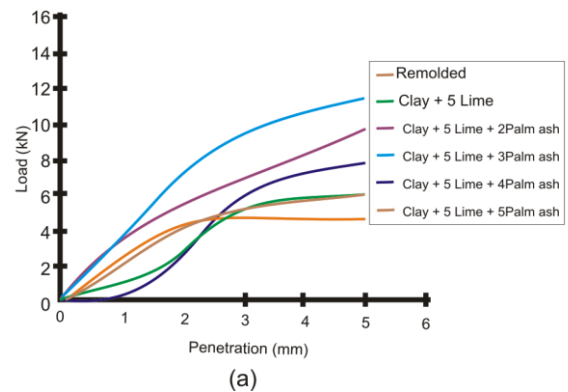 16
14
12
10
8
6
4
2
0
Load (kN)
0 1 2 3 4 5 6
Penetration (mm)
(a)
Remolded
Clay + 5 Lime
Clay + 5 Lime + 2Palm ash
Clay + 5 Lime + 3Palm ash
Clay + 5 Lime + 4Palm ash
Clay + 5 Lime + 5Palm ash